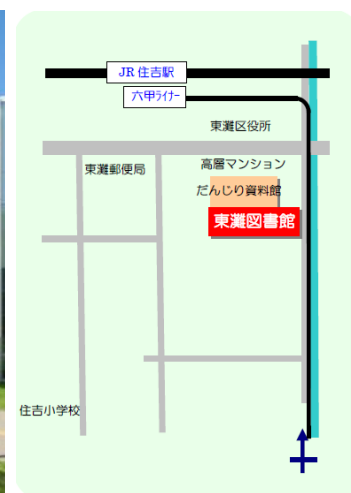 JR 住吉駅
六甲ライナー
東灘区役所
東灘郵便局
高層マンション
だんじり資料館
東灘図書館
住吉小学校